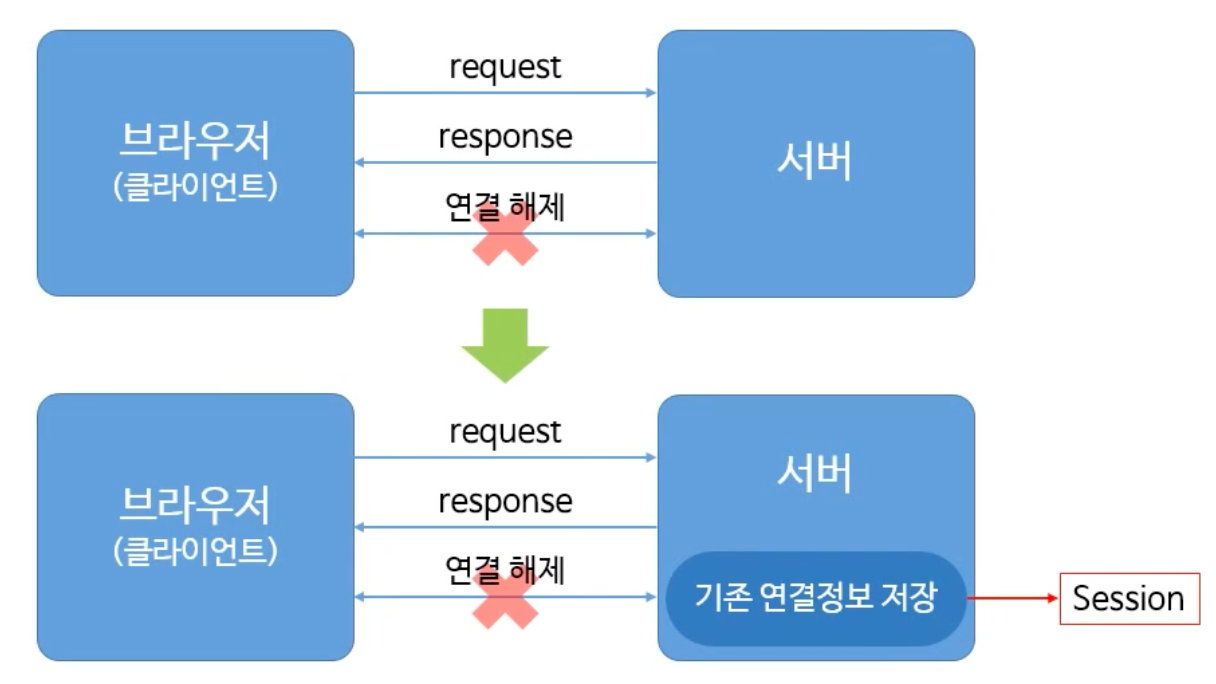 브라우저
(클라이언트)
request
response
연결 해제
서버
브라우저
(클라이언트)
request
response
연결 해제
서버
기존 연결정보 저장
Session